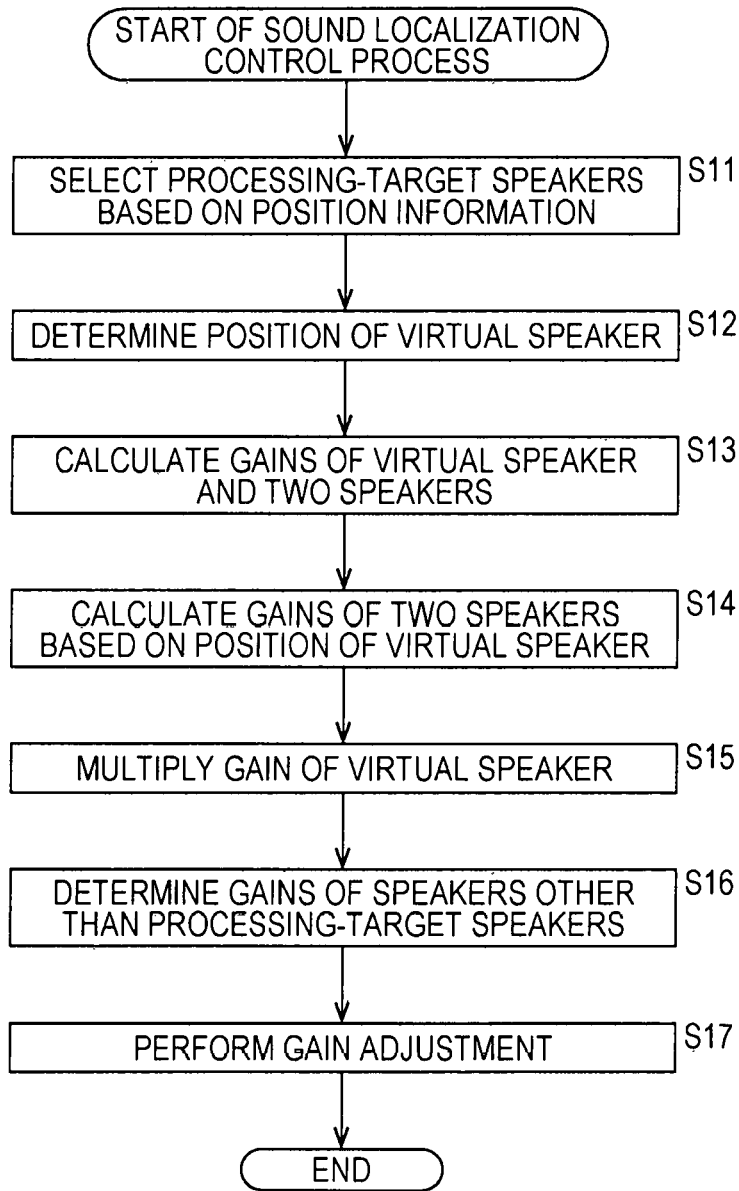 START OF SOUND LOCALIZATION
CONTROL PROCESS
S11
SELECT PROCESSING-TARGET SPEAKERS
BASED ON POSITION INFORMATION
S12
DETERMINE POSITION OF VIRTUAL SPEAKER
S13
CALCULATE GAINS OF VIRTUAL SPEAKER
AND TWO SPEAKERS
S14
CALCULATE GAINS OF TWO SPEAKERS
BASED ON POSITION OF VIRTUAL SPEAKER
S15
MULTIPLY GAIN OF VIRTUAL SPEAKER
S16
DETERMINE GAINS OF SPEAKERS OTHER
THAN PROCESSING-TARGET SPEAKERS
S17
PERFORM GAIN ADJUSTMENT
END